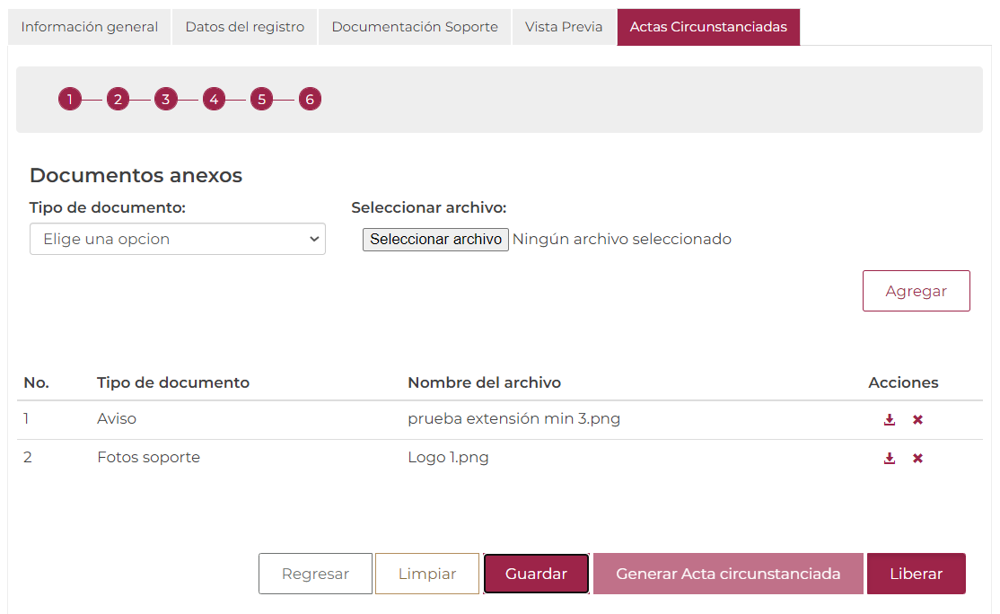 Información general Datos del registro Documentación Soporte Vista Previa Actas Circunstanciadas
1 2 3 4 5 6
Documentos anexos
Tipo de documento: Seleccionar archivo:
Elige una opcion Seleccionar archivo Ningún archivo seleccionado
Agregar
No. Tipo de documento Nombre del archivo Acciones
1 Aviso prueba extensión min 3.png
2 Fotos soporte Logo 1.png
Regresar Limpiar Guardar Generar Acta circunstanciada Liberar